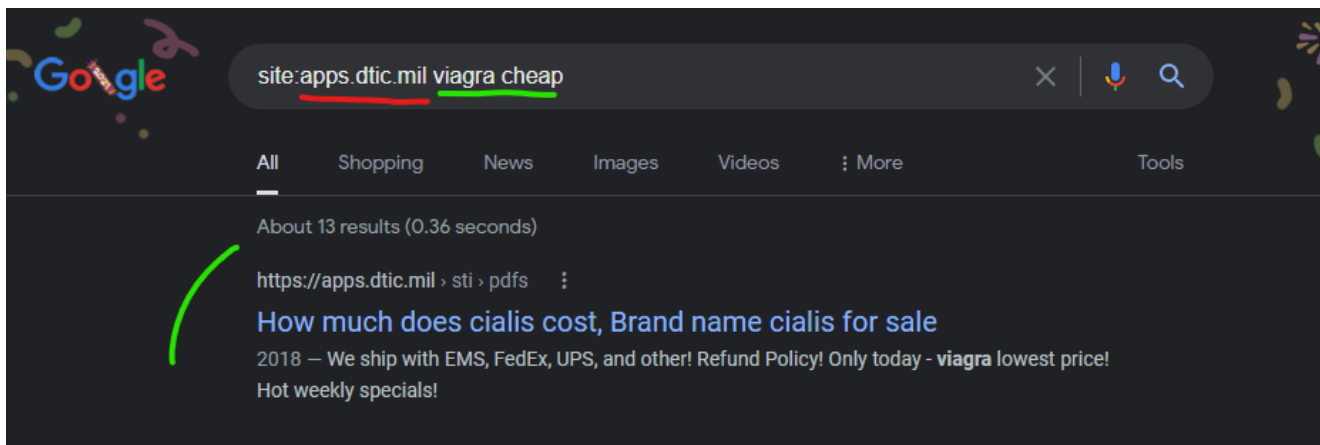 Google
site:apps.dtic.mil viagra cheap
All Shopping News Images Videos More Tools
About 13 results (0.36 seconds)
https://apps.dtic.mil › sti › pdfs
How much does cialis cost, Brand name cialis for sale
2018 — We ship with EMS, FedEx, UPS, and other! Refund Policy! Only today - viagra lowest price!
Hot weekly specials!